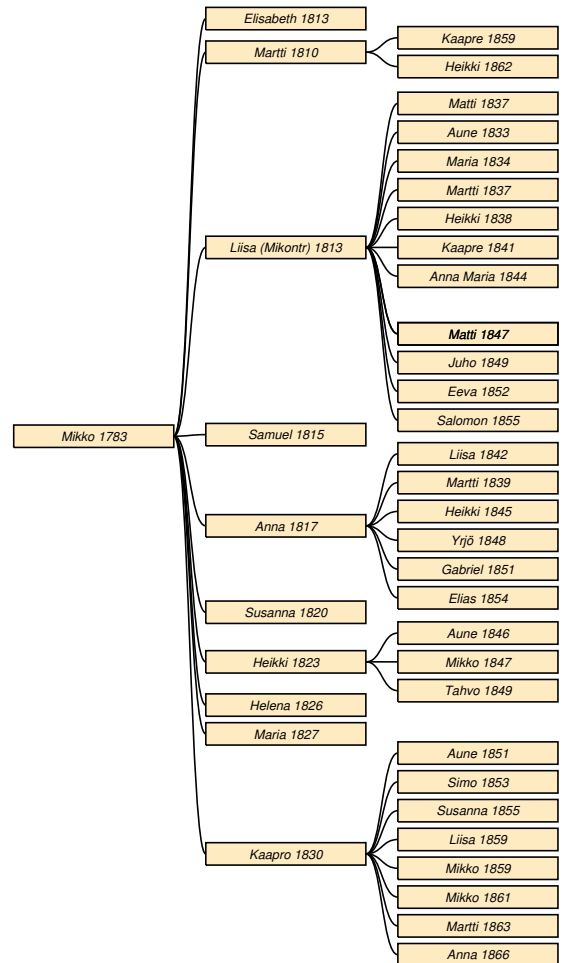 Mikko 1783
Elisabeth 1813
Martti 1810
Kaapre 1859
Heikki 1862
Liisa (Mikontr) 1813
Matti 1837
Aune 1833
Maria 1834
Martti 1837
Heikki 1838
Kaapre 1841
Anna Maria 1844
Matti 1847
Juho 1849
Eeva 1852
Salomon 1855
Samuel 1815
Anna 1817
Liisa 1842
Martti 1839
Heikki 1845
Yrjö 1848
Gabriel 1851
Elias 1854
Susanna 1820
Heikki 1823
Aune 1846
Mikko 1847
Tahvo 1849
Helena 1826
Maria 1827
Kaapro 1830
Aune 1851
Simo 1853
Susanna 1855
Liisa 1859
Mikko 1859
Mikko 1861
Martti 1863
Anna 1866